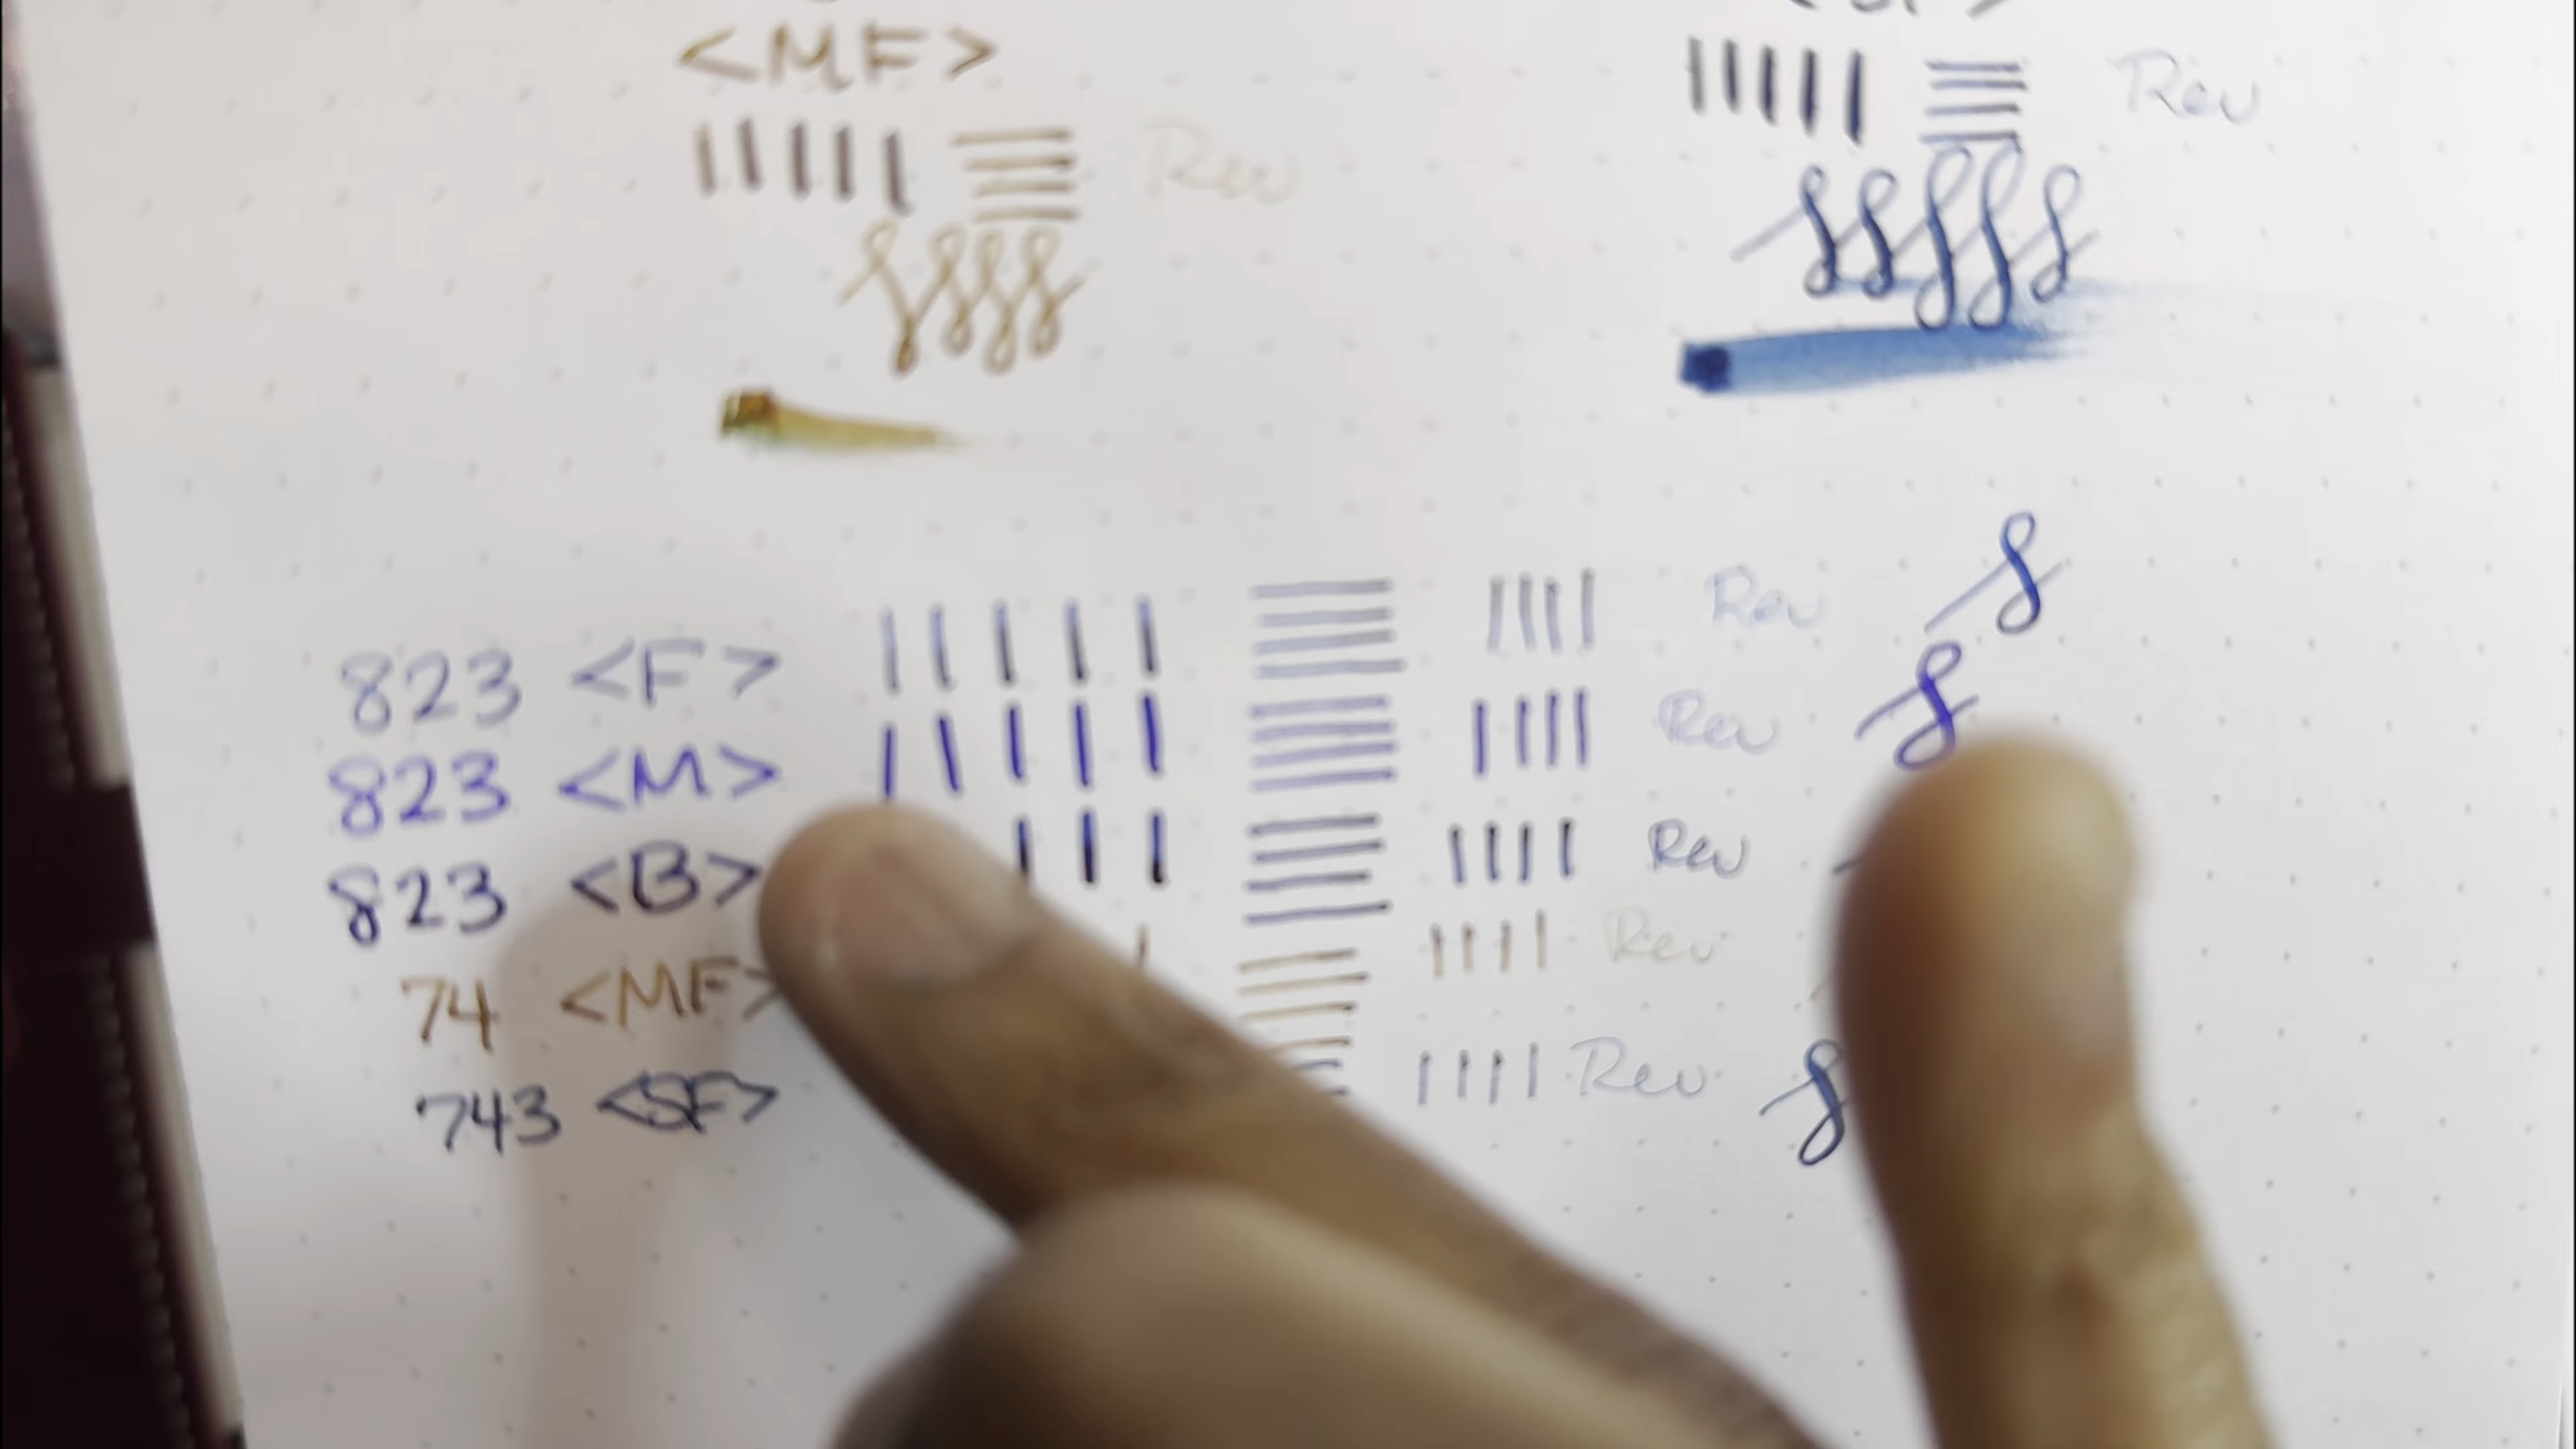 <MF>
Rev
Rev
823 <F> Rev
823 <M> Rev
823 <B> Rev
74 <MF> Rev
743 <SF> Rev